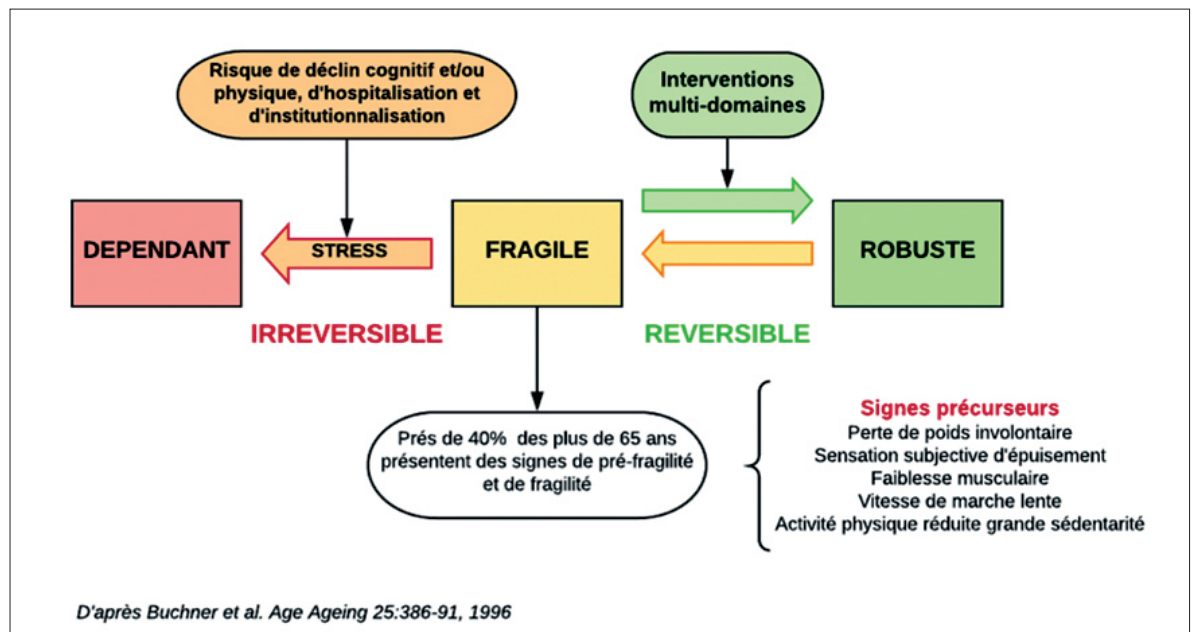 Risque de déclin cognitif et/ou
physique, d'hospitalisation et
d'institutionnalisation
Interventions
multi-domaines
DEPENDANT
STRESS
FRAGILE
ROBUSTE
IRREVERSIBLE
REVERSIBLE
Prés de 40% des plus de 65 ans
présentent des signes de pré-fragilité
et de fragilité
Signes précurseurs
Perte de poids involontaire
Sensation subjective d'épuisement
Faiblesse musculaire
Vitesse de marche lente
Activité physique réduite grande sédentarité
D'après Buchner et al. Age Ageing 25:386-91, 1996